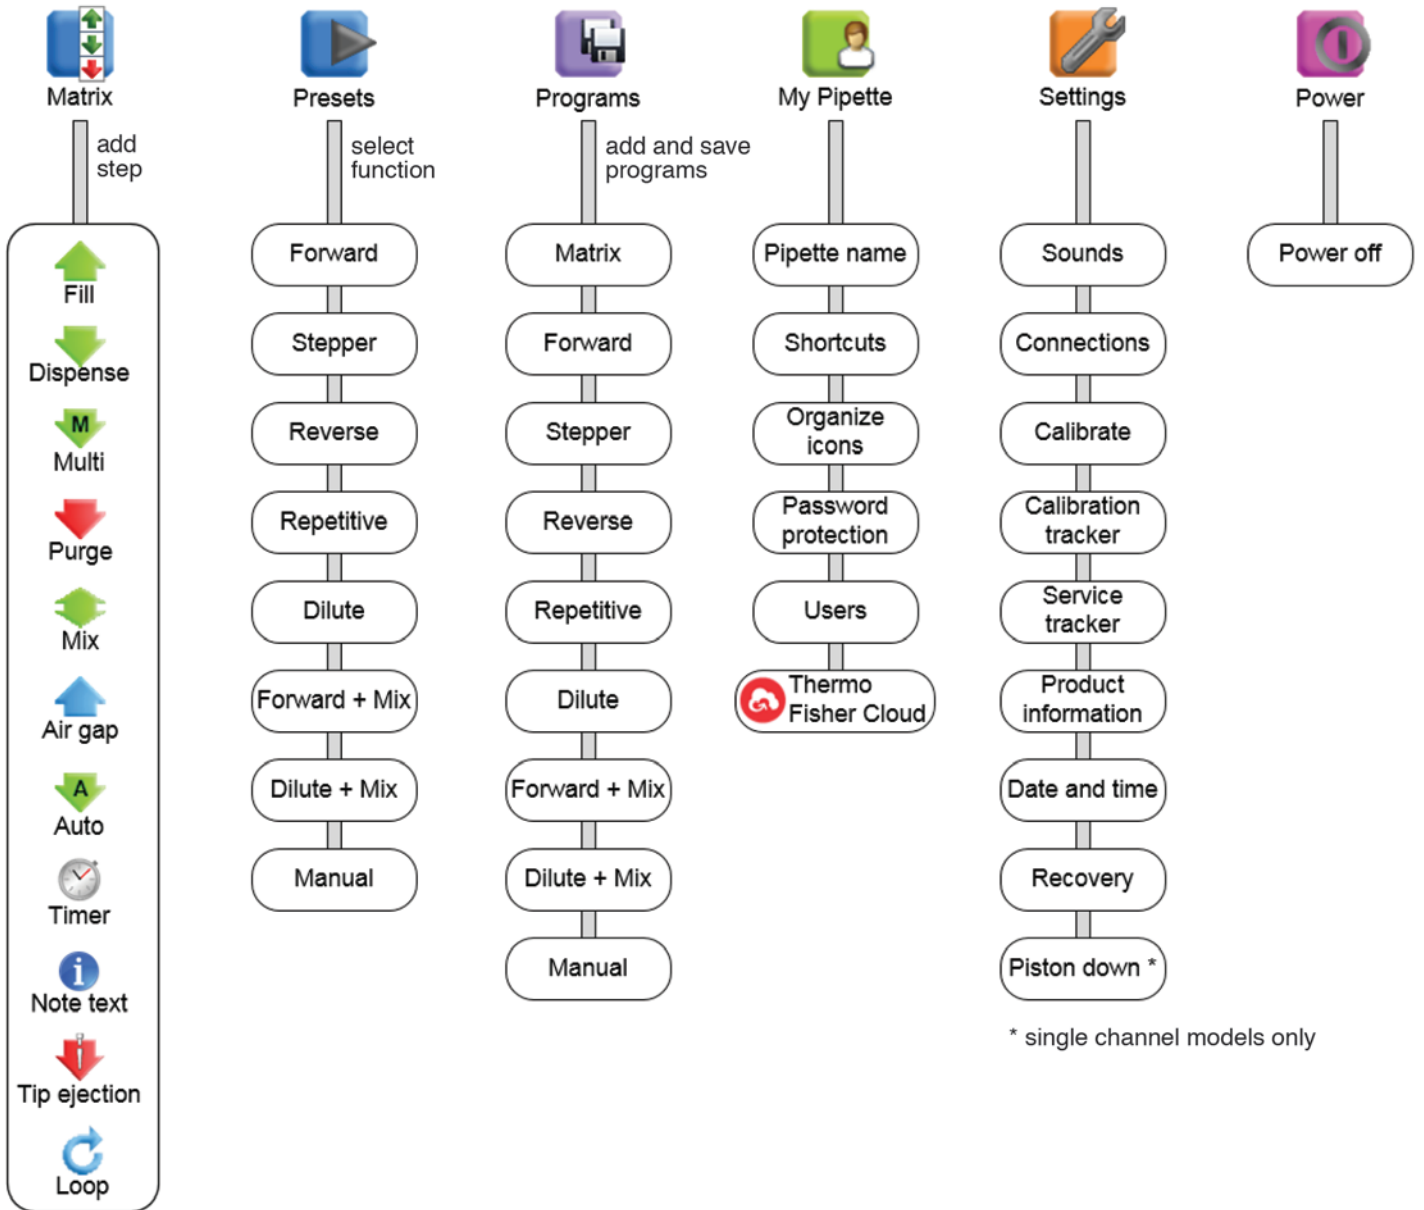 Matrix
add
step
Fill
Dispense
M
Multi
Purge
Mix
Air gap
A
Auto
Timer
i
Note text
Tip ejection
Loop
Presets
select
function
Forward
Stepper
Reverse
Repetitive
Dilute
Forward + Mix
Dilute + Mix
Manual
Programs
add and save
programs
Matrix
Forward
Stepper
Reverse
Repetitive
Dilute
Forward + Mix
Dilute + Mix
Manual
My Pipette
Pipette name
Shortcuts
Organize
icons
Password
protection
Users
Thermo
Fisher Cloud
Settings
Sounds
Connections
Calibrate
Calibration
tracker
Service
tracker
Product
information
Date and time
Recovery
Piston down *
* single channel models only
Power
Power off